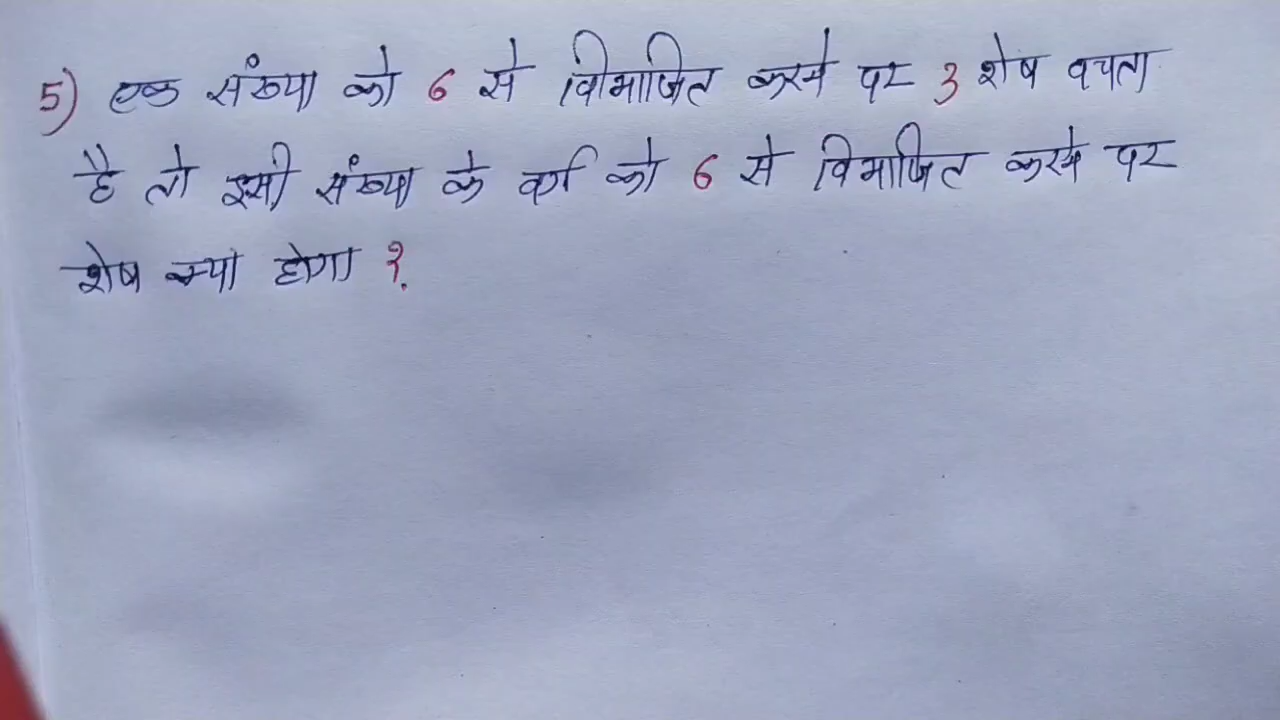 5) एक संख्या को 6 से विभाजित करने पर 3 शेष बचता
है तो इसी संख्या के वर्ग को 6 से विभाजित करने पर
शेष क्या होगा ?